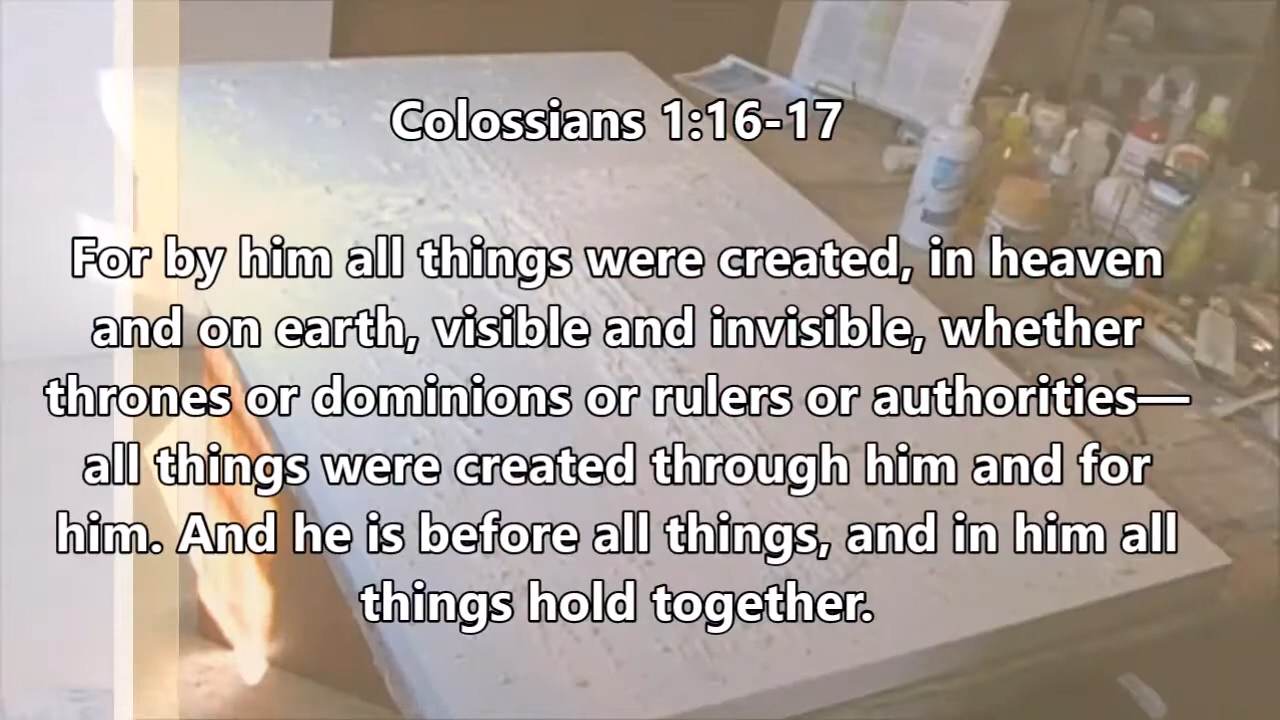 Colossians 1:16-17
For by him all things were created, in heaven
and on earth, visible and invisible, whether
thrones or dominions or rulers or authorities—
all things were created through him and for
him. And he is before all things, and in him all
things hold together.